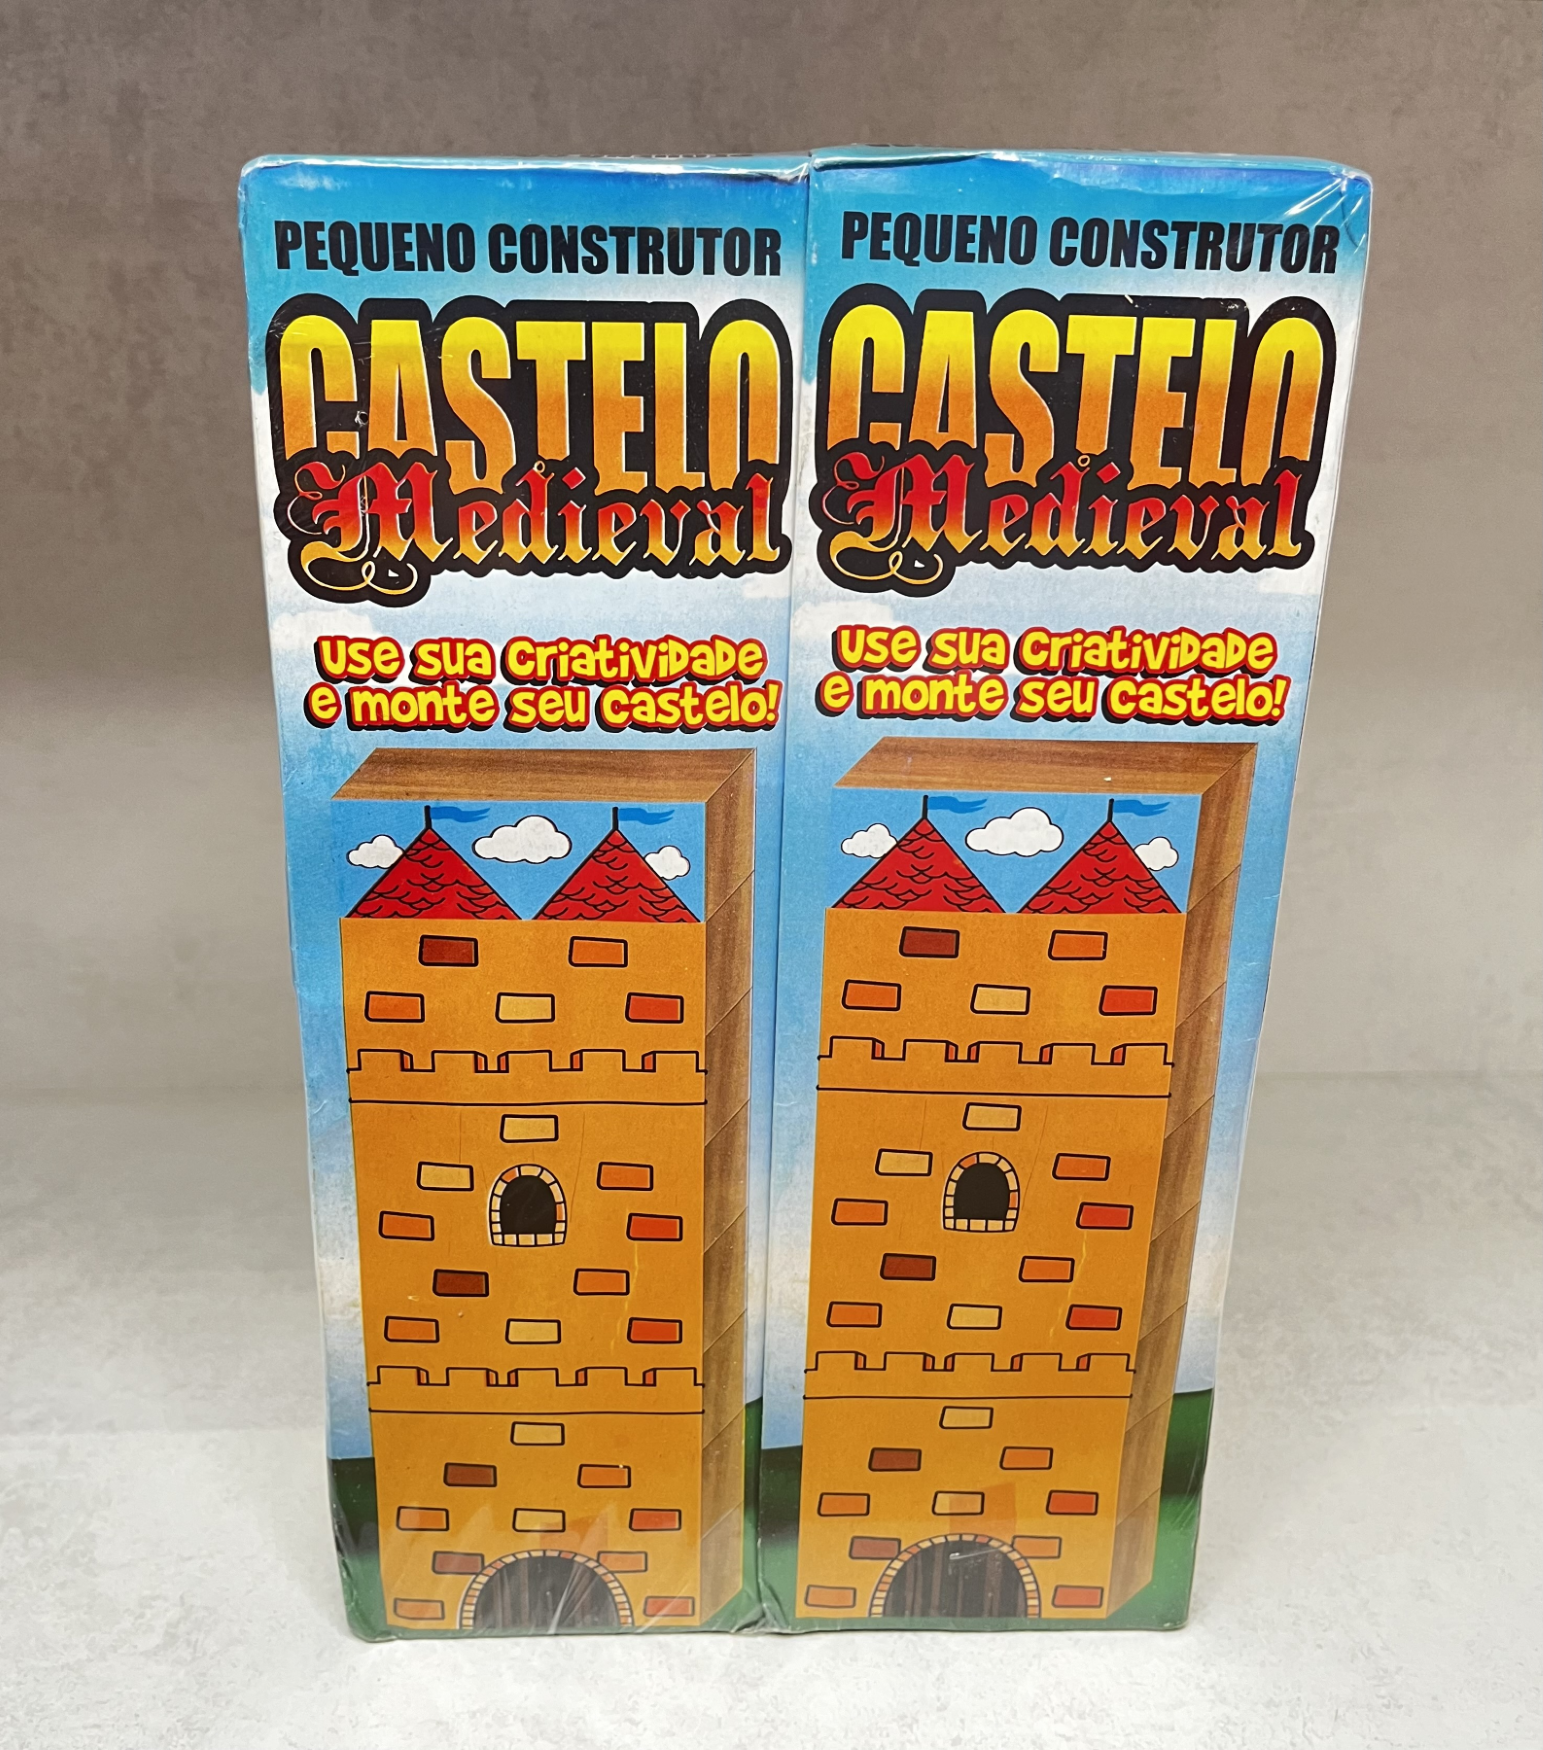 PEQUENO CONSTRUTOR
CASTELO
Medieval
Use sua criatividade
e monte seu castelo!
PEQUENO CONSTRUTOR
CASTELO
Medieval
Use sua criatividade
e monte seu castelo!